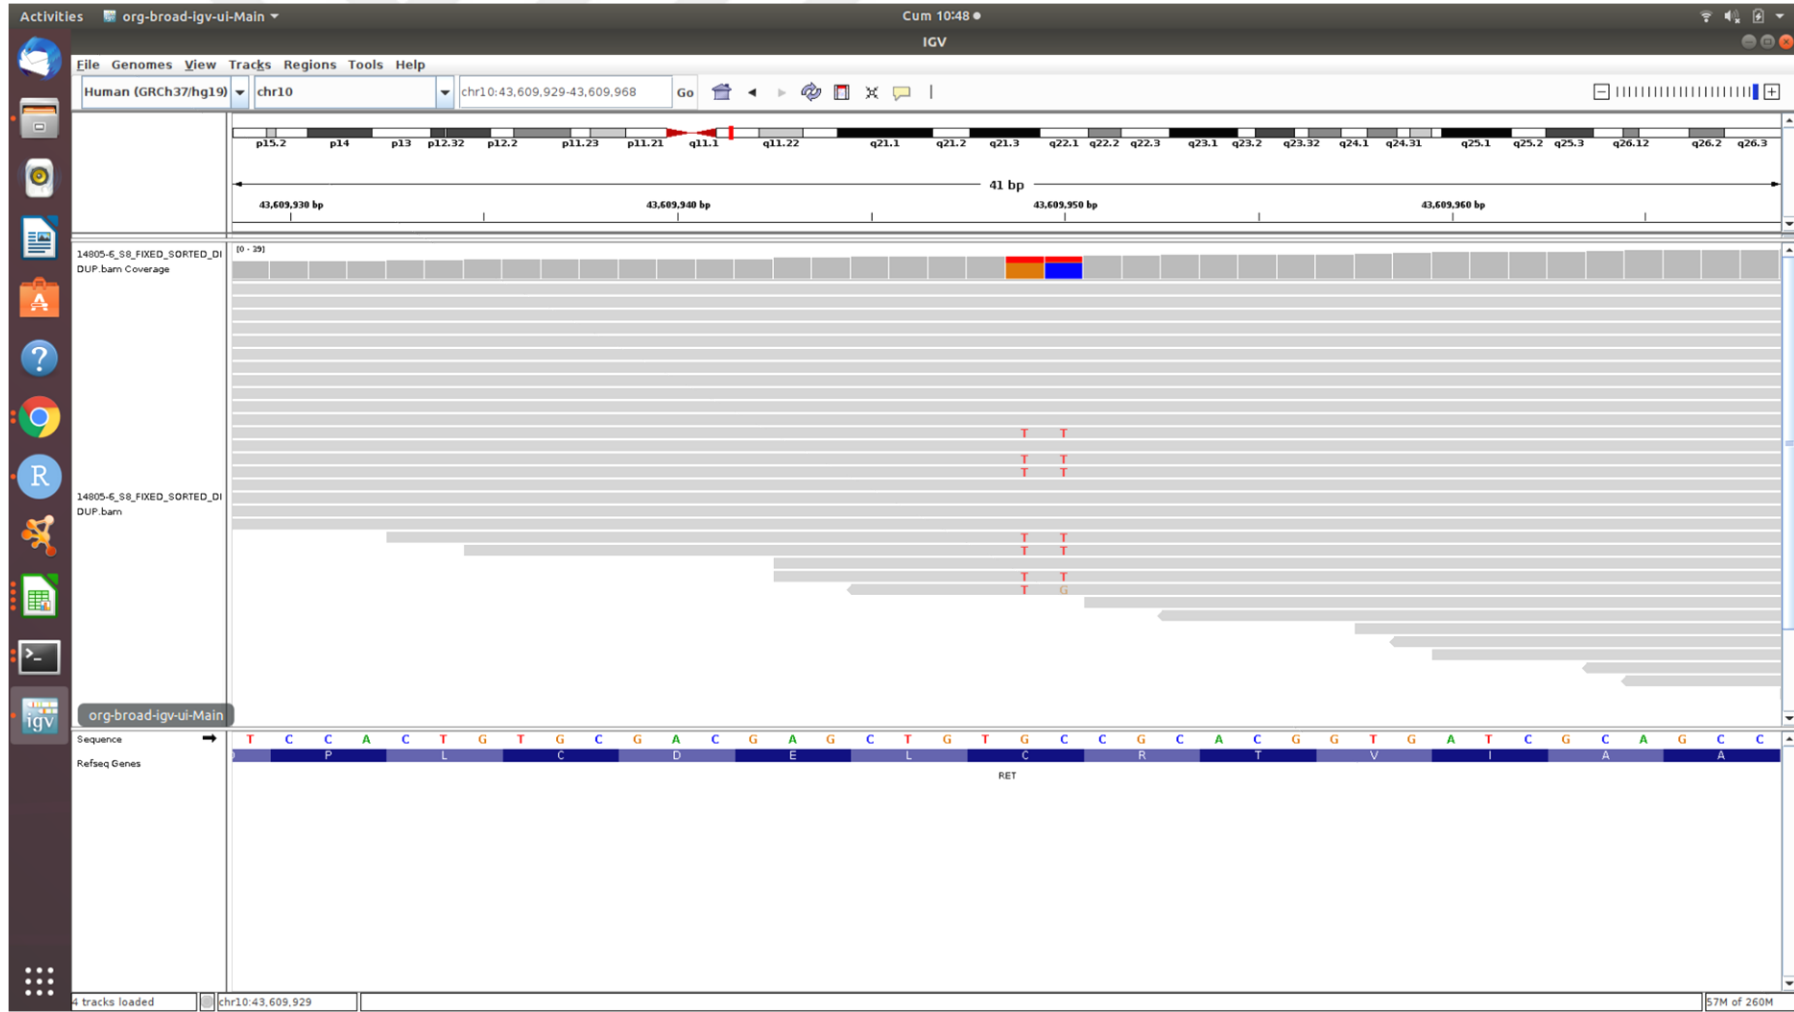 Activities org-broad-igv-ui-Main Cum 10:48
IGV
File Genomes View Tracks Regions Tools Help
Human (GRCh37/hg19) chr10 chr10:43,609,929-43,609,968 Go
p15.2 p14 p13 p12.32 p12.2 p11.23 p11.21 q11.1 q11.22 q21.1 q21.2 q21.3 q22.1 q22.2 q22.3 q23.1 q23.2 q23.32 q24.1 q24.31 q25.1 q25.2 q25.3 q26.12 q26.2 q26.3
41 bp
43,609,930 bp 43,609,940 bp 43,609,950 bp 43,609,960 bp
[0 - 39]
14805-6_S8_FIXED_SORTED_DI
DUP.bam Coverage
T T
T T
T T
14805-6_S8_FIXED_SORTED_DI
DUP.bam
T T
T T
T T
T G
org-broad-igv-ui-Main
Sequence T C C A C T G T G C G A C G A G C T G T G C C G C A C G G T G A T C G C A G C C
Refseq Genes P L C D E L C R T V I A A
RET
igv
4 tracks loaded chr10:43,609,929 57M of 260M